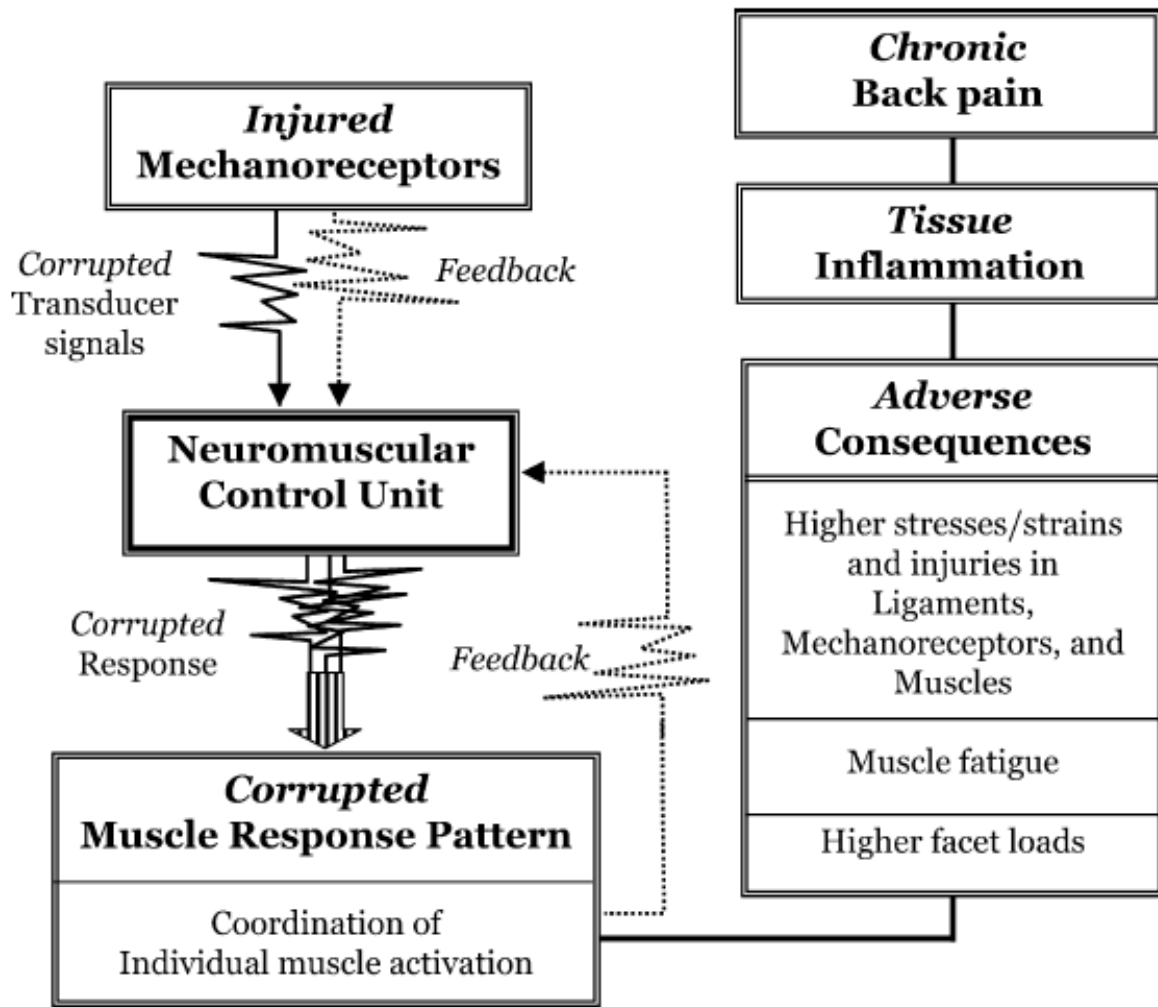 Injured
Mechanoreceptors
Corrupted
Transducer
signals
Feedback
Neuromuscular
Control Unit
Corrupted
Response
Feedback
Corrupted
Muscle Response Pattern
Coordination of
Individual muscle activation
Chronic
Back pain
Tissue
Inflammation
Adverse
Consequences
Higher stresses/strains
and injuries in
Ligaments,
Mechanoreceptors, and
Muscles
Muscle fatigue
Higher facet loads